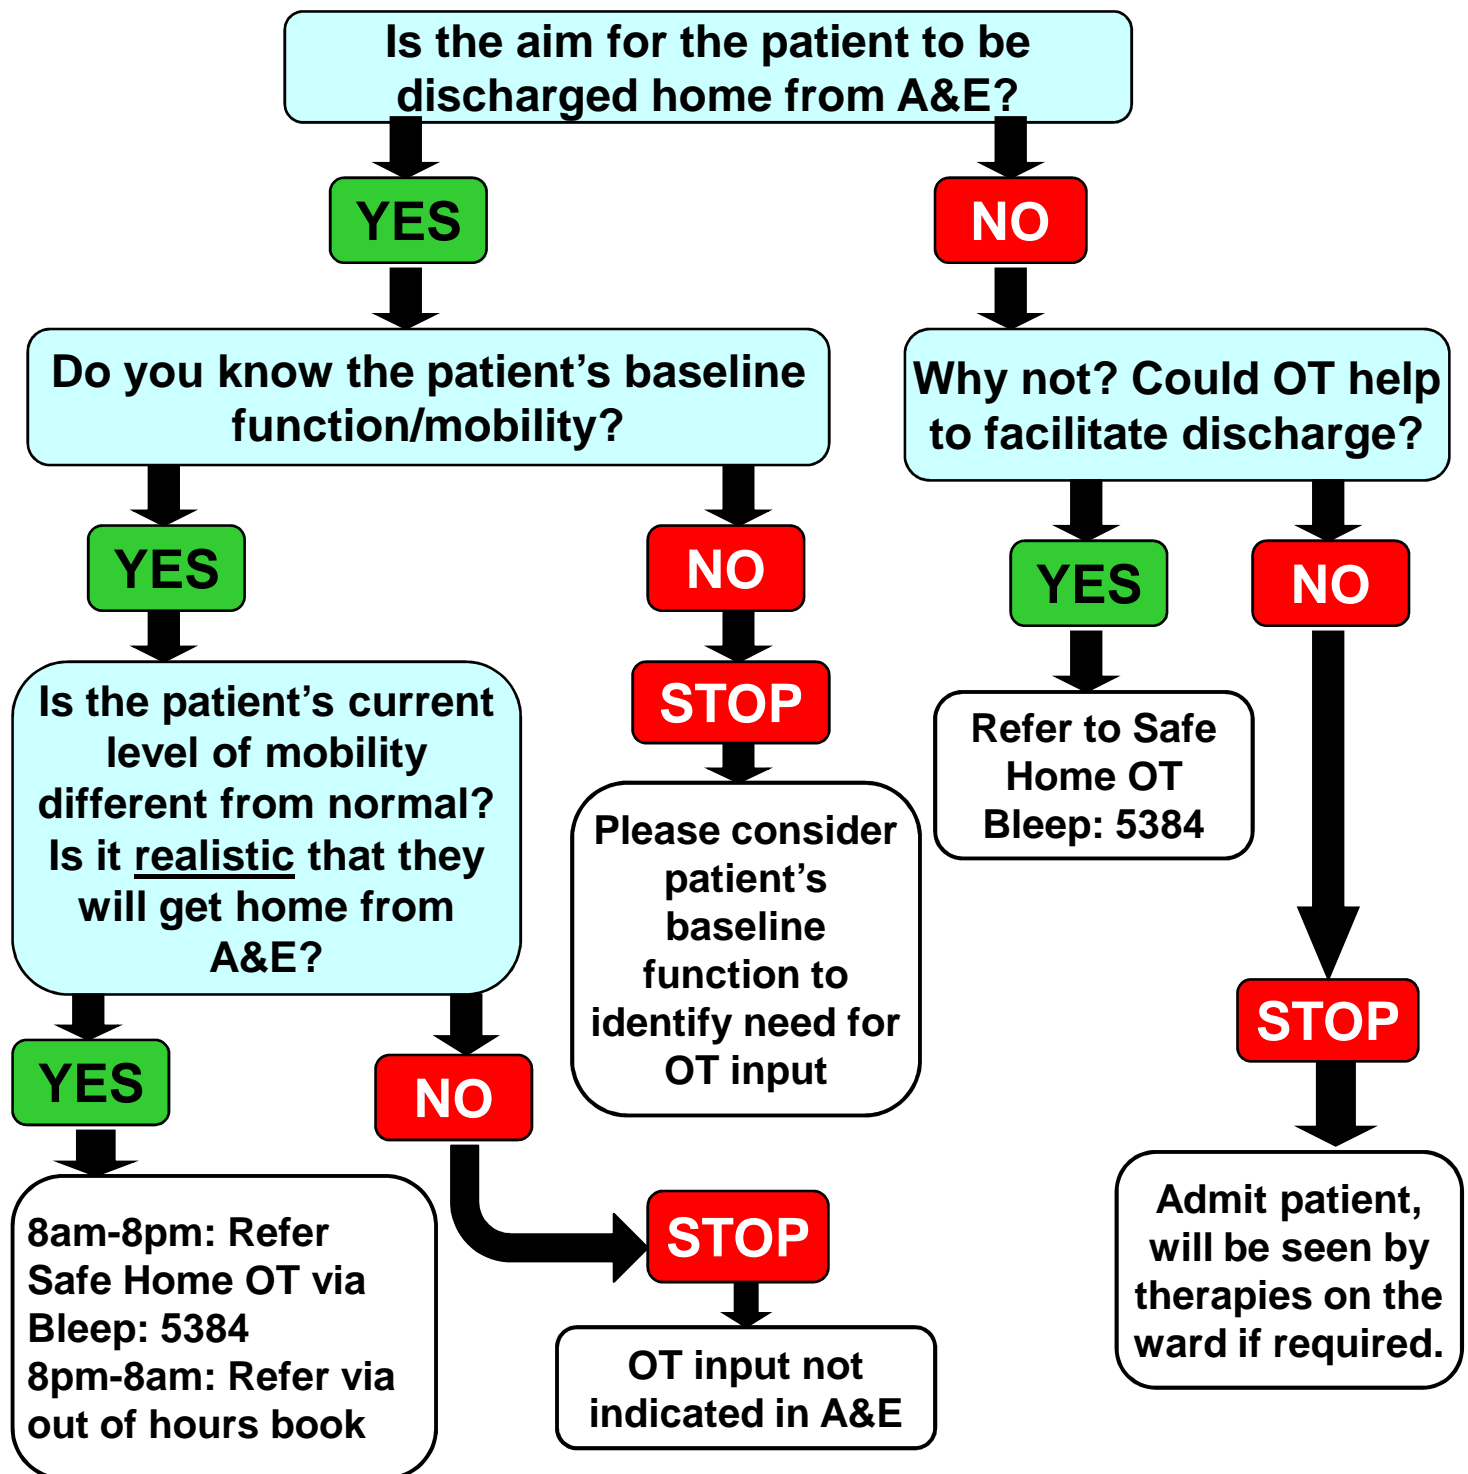 Is the aim for the patient to be
discharged home from A&E?
YES
NO
Do you know the patient’s baseline
function/mobility?
Why not? Could OT help
to facilitate discharge?
YES
NO
YES
NO
Is the patient’s current
level of mobility
different from normal?
Is it realistic that they
will get home from
A&E?
STOP
Please consider
patient’s
baseline
function to
identify need for
OT input
Refer to Safe
Home OT
Bleep: 5384
STOP
Admit patient,
will be seen by
therapies on the
ward if required.
YES
NO
8am-8pm: Refer
Safe Home OT via
Bleep: 5384
8pm-8am: Refer via
out of hours book
STOP
OT input not
indicated in A&E